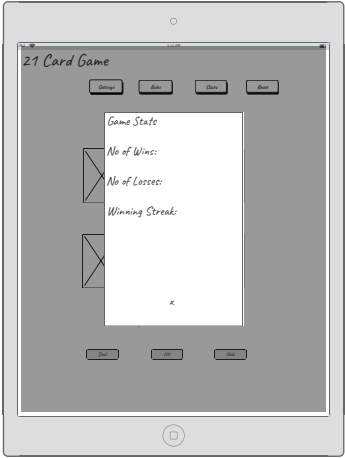 21 Card Game
Settings Rules Stats Reset
Game Stats
No of Wins:
No of Losses:
Winning Streak:
x
Deal Hit Hold